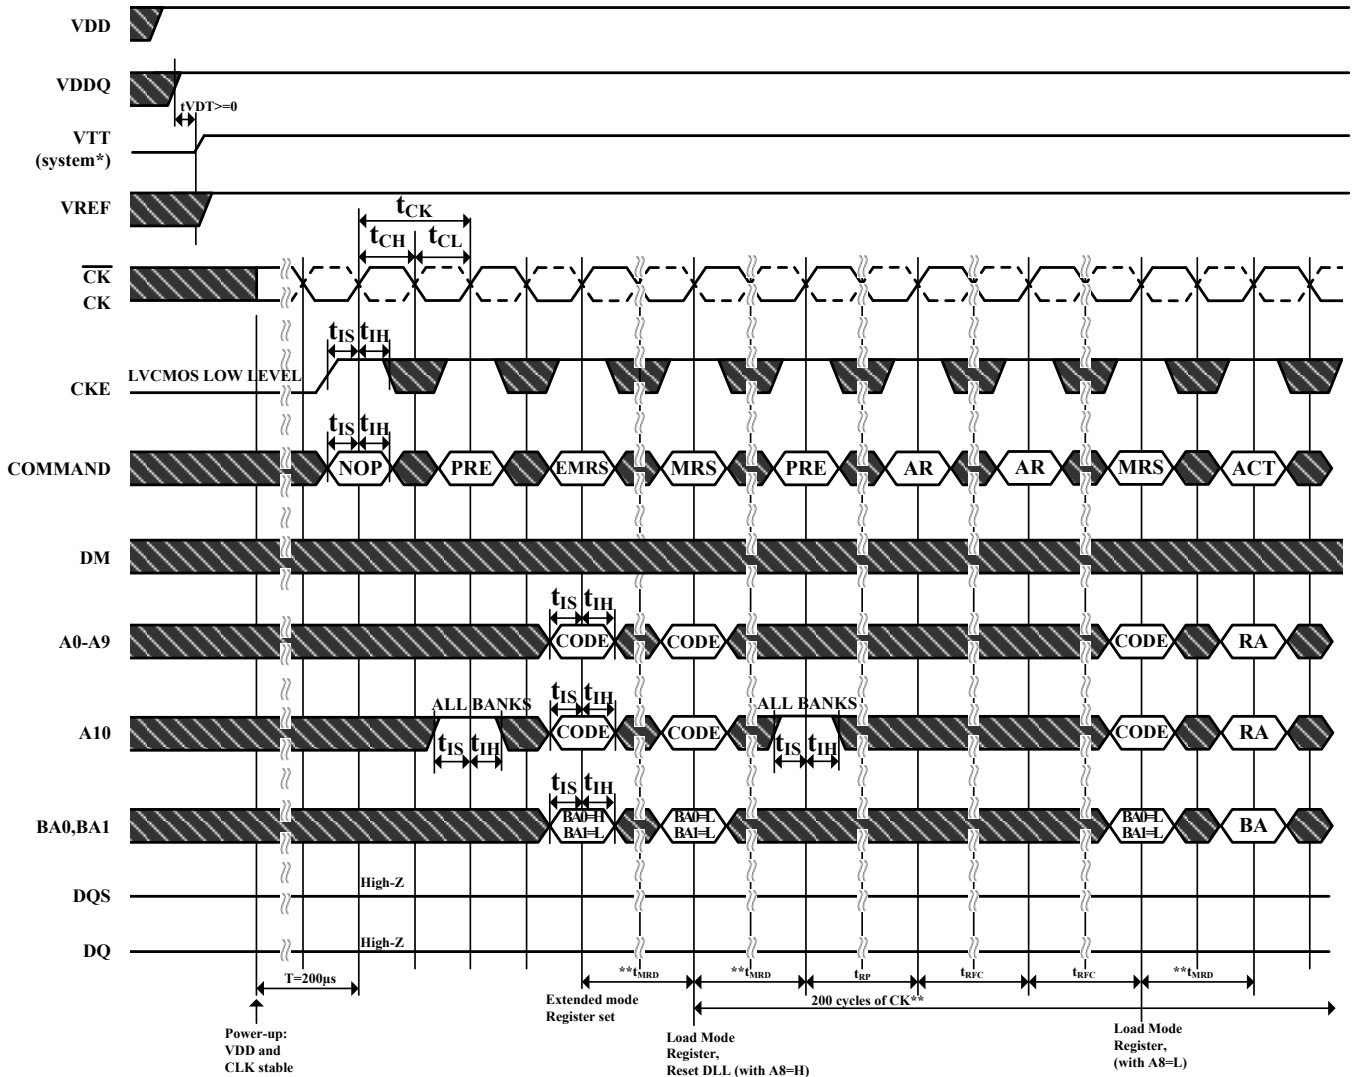 VDD
VDDQ
tVDT>=0
VTT
(system*)
VREF
tCK
tCH tCL
CK
CK
tIS tIH
LVCMOS LOW LEVEL
CKE
tIS tIH
COMMAND NOP PRE EMRS MRS PRE AR AR MRS ACT
DM
tIS tIH
A0-A9 CODE CODE CODE RA
ALL BANKS tIS tIH ALL BANKS
A10 CODE CODE CODE RA
tIS tIH tIS tIH
tIS tIH
BA0,BA1 BA0=H BA0=L BA0=L BA
BA1=L BA1=L BA1=L
High-Z
DQS
High-Z
DQ
T=200µs **tMRD **tMRD tRP tRFC tRFC **tMRD
200 cycles of CK**
Extended mode
Register set
Power-up:
VDD and
CLK stable
Load Mode
Register,
Reset DLL (with A8=H)
Load Mode
Register,
(with A8=L)